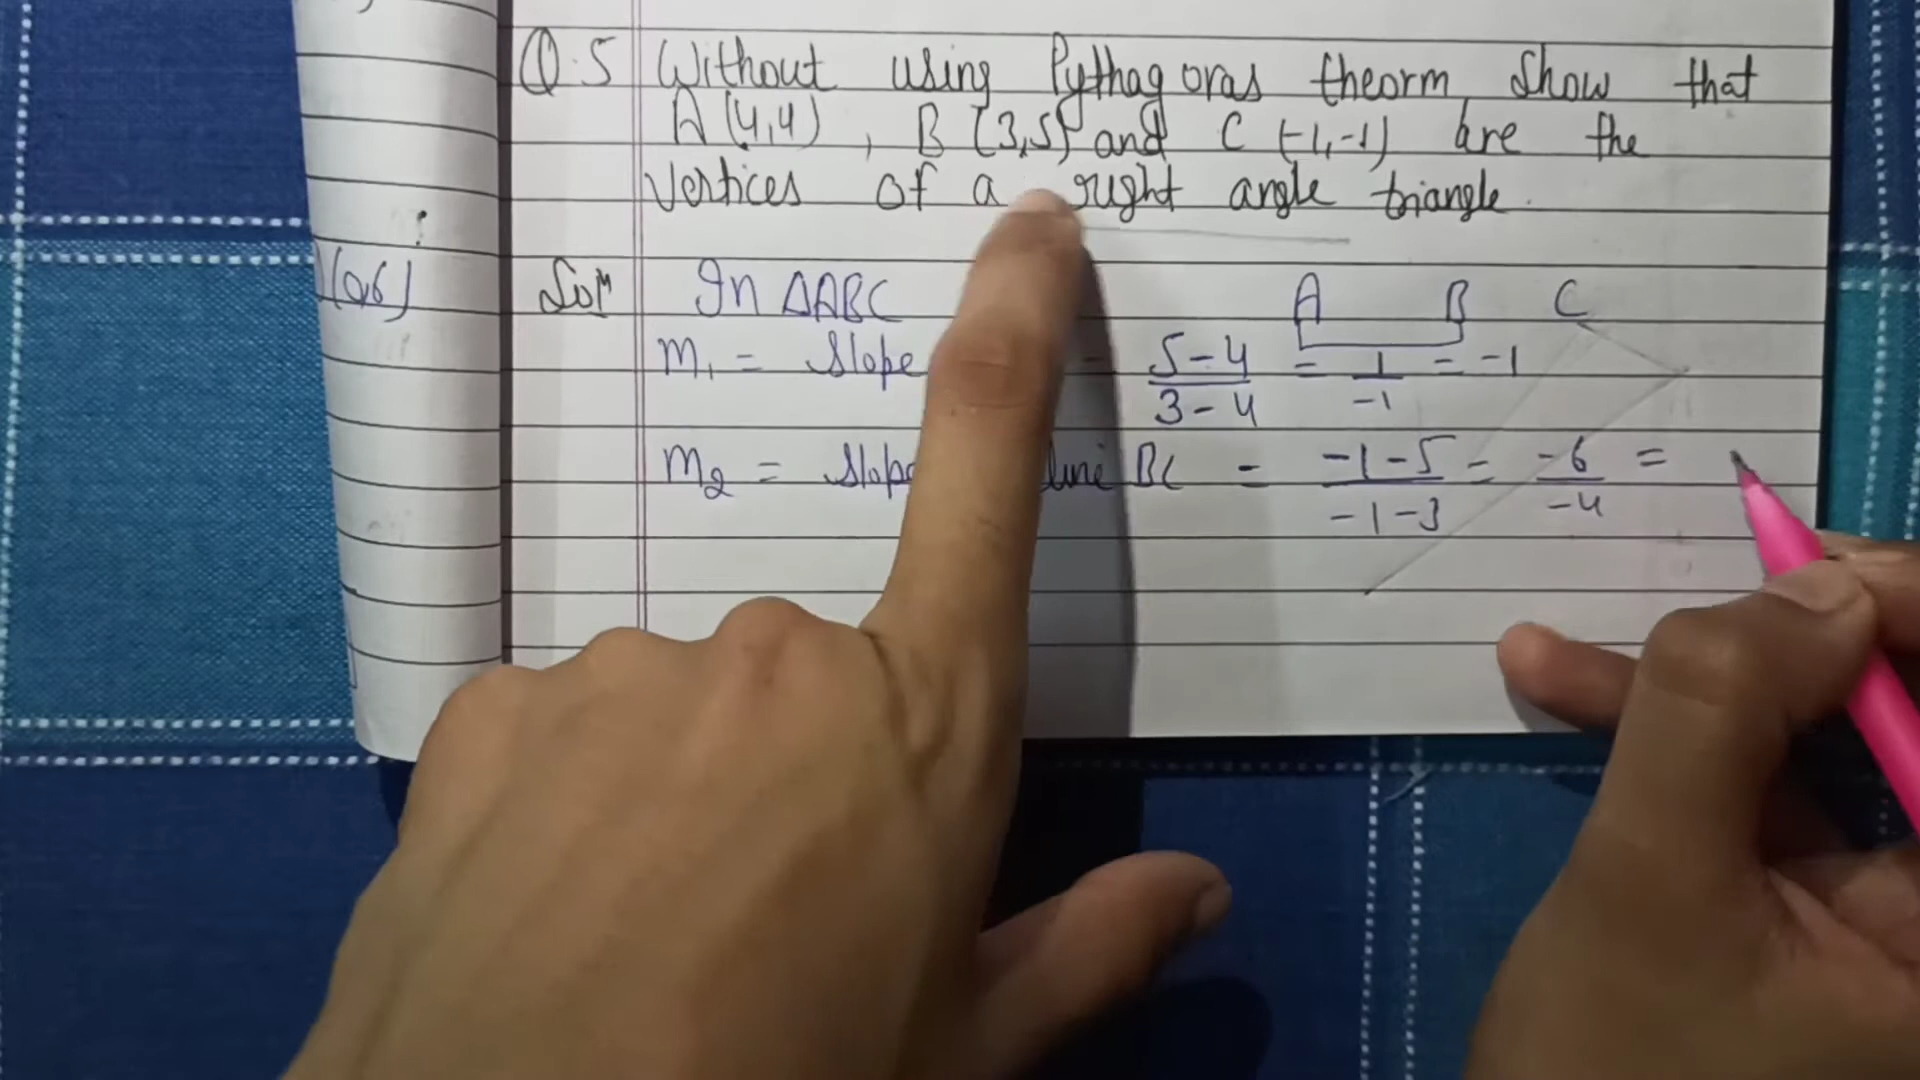 Q.5 Without using Pythagoras theorm, Show that
A(4,4), B(3,5) and C(-1,-1) are the
vertices of a right angle triangle.
(Q6)
Solⁿ In ΔABC A B C
m₁ = Slope = 5-4/3-4 = 1/-1 = -1
m₂ = Slope line BC = -1-5/-1-3 = -6/-4 =